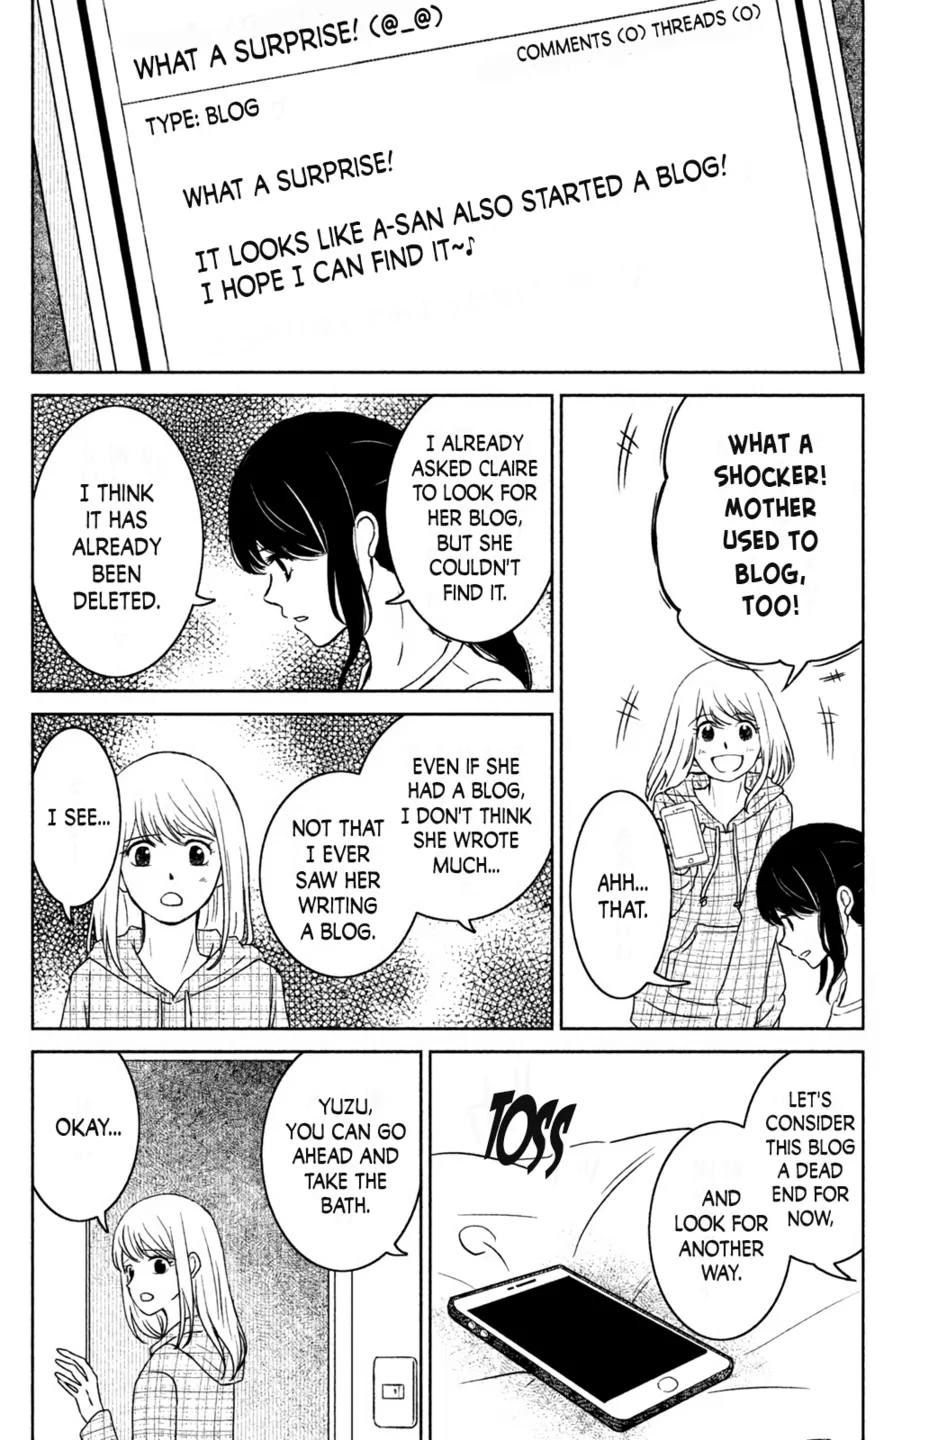 WHAT A SURPRISE! (@_@)
COMMENTS (0) THREADS (0)
TYPE: BLOG
WHAT A SURPRISE!
IT LOOKS LIKE A-SAN ALSO STARTED A BLOG!
I HOPE I CAN FIND IT~♪
WHAT A
SHOCKER!
MOTHER
USED TO
BLOG,
TOO!
AHH...
THAT.
I ALREADY
ASKED CLAIRE
TO LOOK FOR
HER BLOG,
BUT SHE
COULDN'T
FIND IT.
I THINK
IT HAS
ALREADY
BEEN
DELETED.
EVEN IF SHE
HAD A BLOG,
I DON'T THINK
SHE WROTE
MUCH...
NOT THAT
I EVER
SAW HER
WRITING
A BLOG.
I SEE...
LET'S
CONSIDER
THIS BLOG
A DEAD
END FOR
NOW,
AND
LOOK FOR
ANOTHER
WAY.
TOSS
YUZU,
YOU CAN GO
AHEAD AND
TAKE THE
BATH.
OKAY...